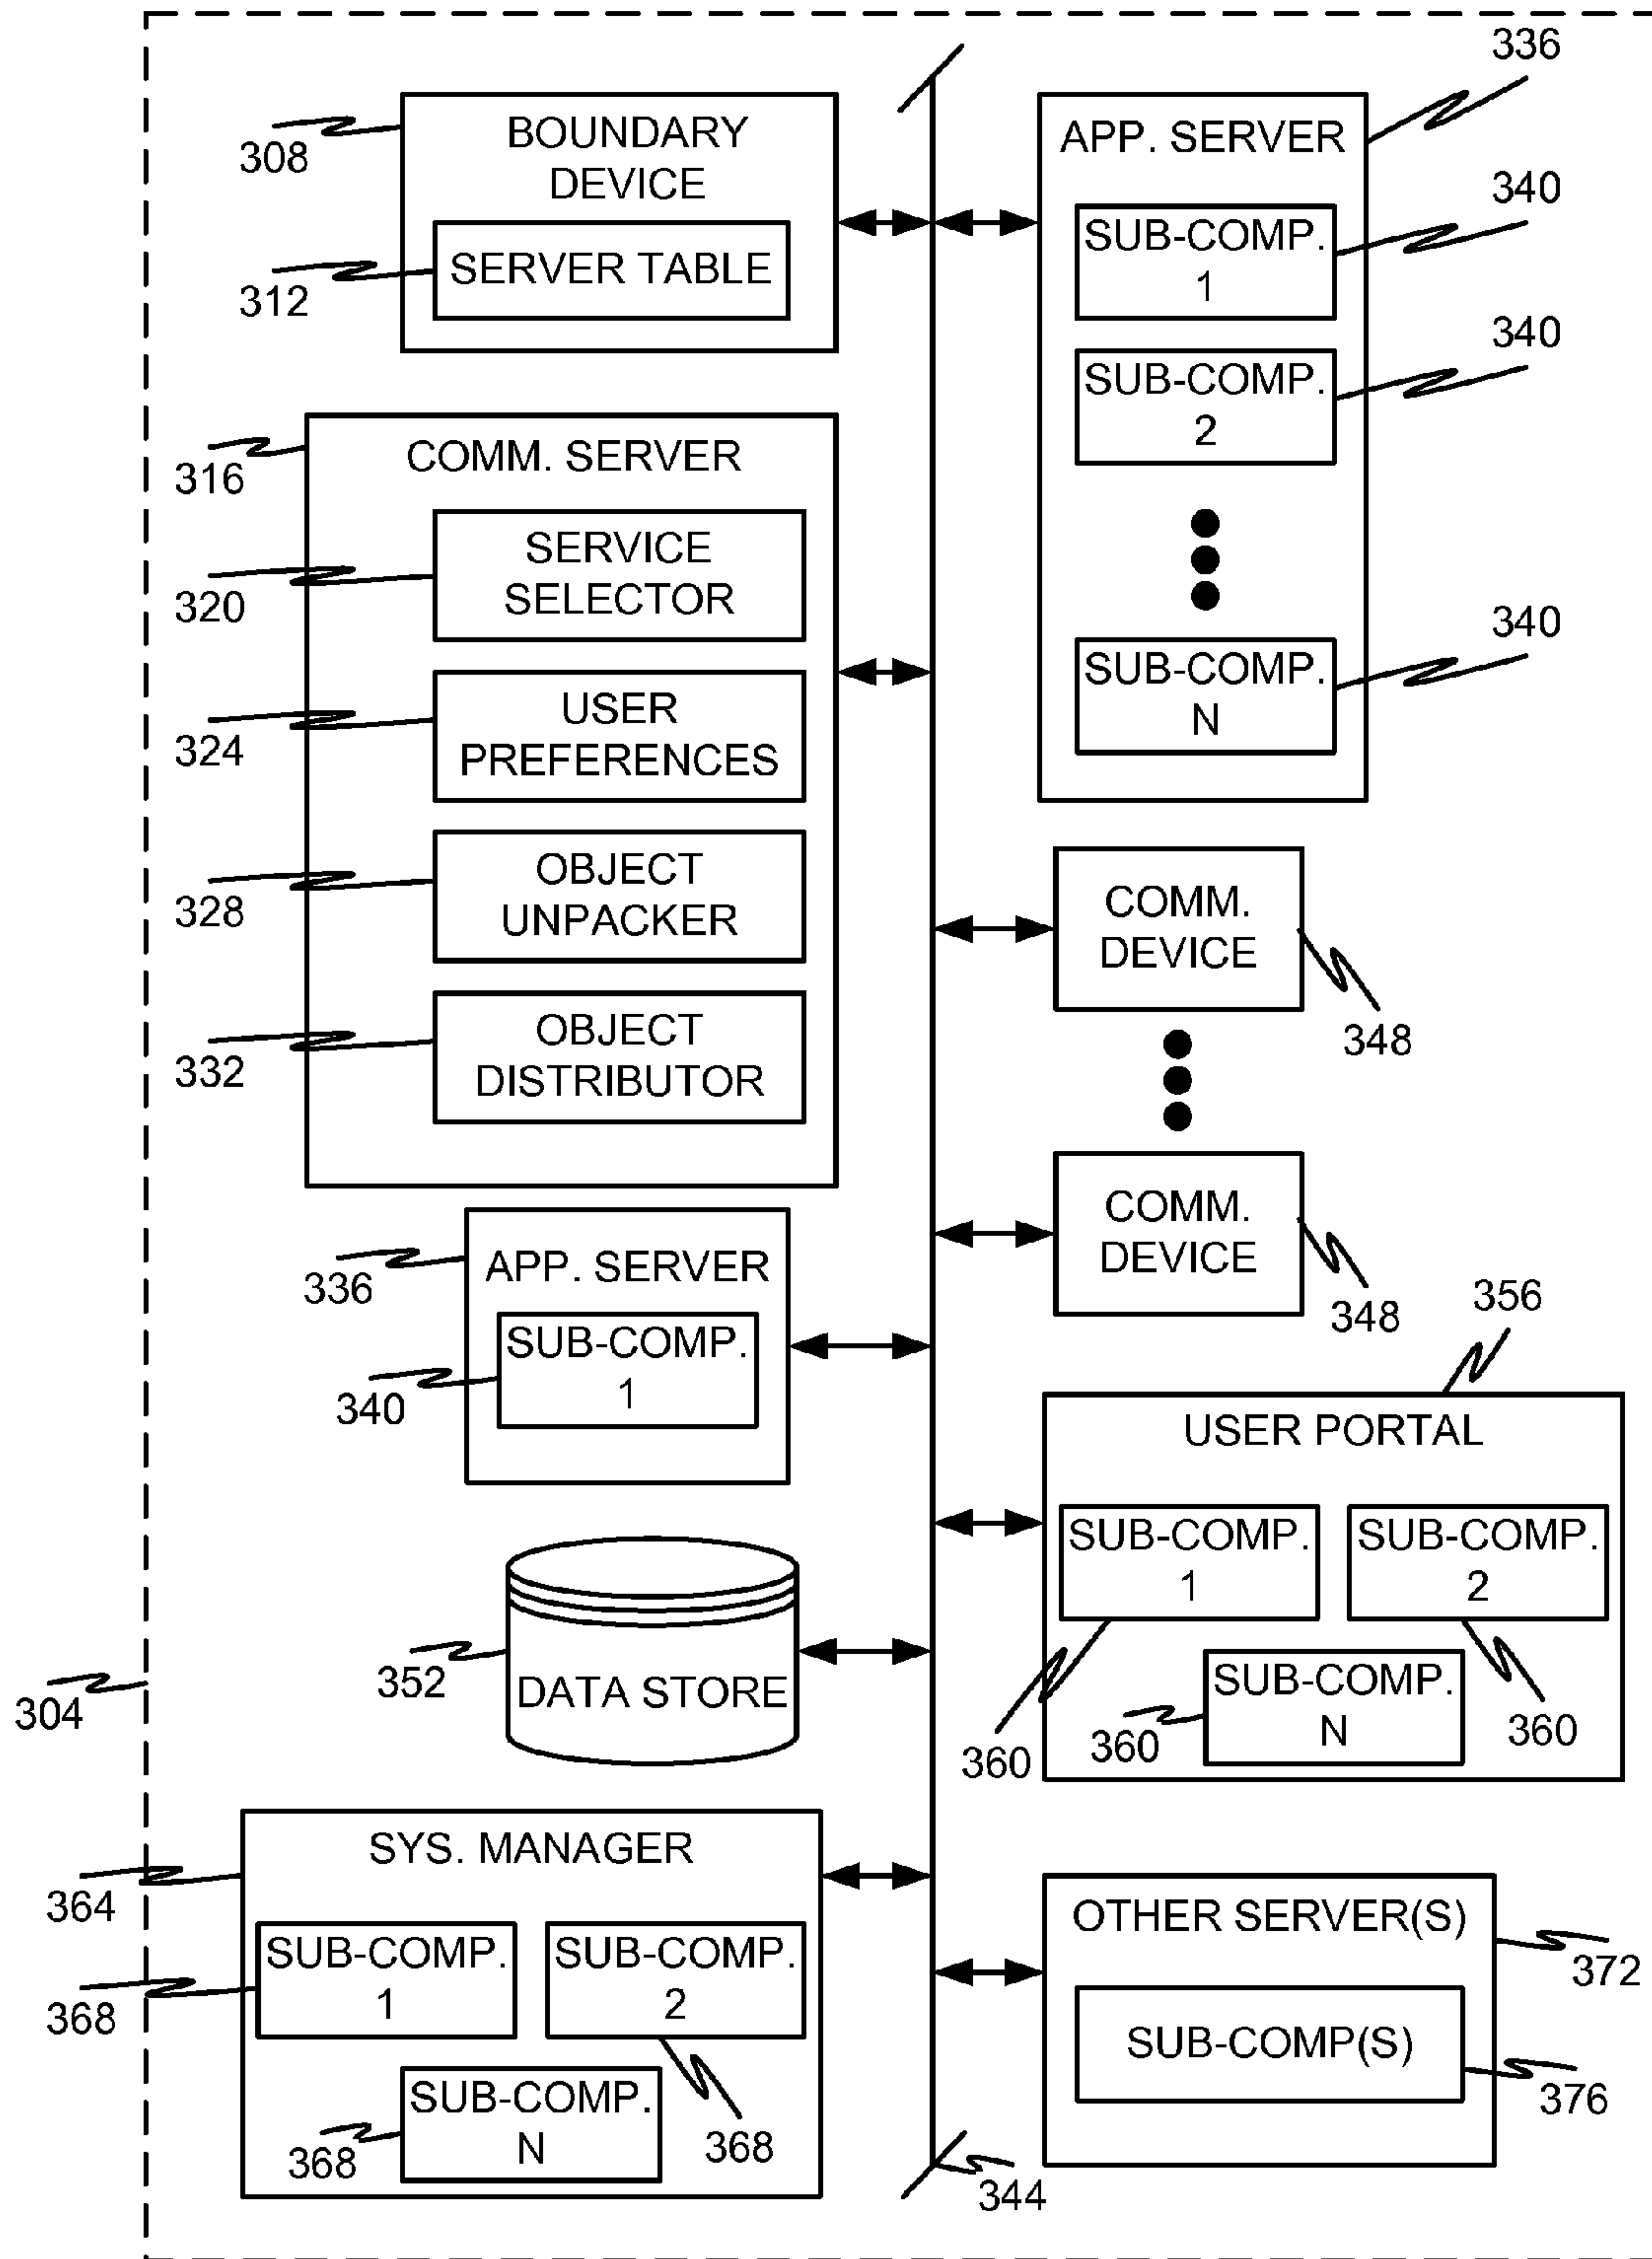 308
BOUNDARY
DEVICE
312
SERVER TABLE
336
APP. SERVER
340
SUB-COMP.
1
340
SUB-COMP.
2
340
SUB-COMP.
N
316
COMM. SERVER
320
SERVICE
SELECTOR
324
USER
PREFERENCES
328
OBJECT
UNPACKER
332
OBJECT
DISTRIBUTOR
COMM.
DEVICE
348
COMM.
DEVICE
348
336
APP. SERVER
340
SUB-COMP.
1
356
USER PORTAL
SUB-COMP.
1
SUB-COMP.
2
360
360
SUB-COMP.
N
360
352
DATA STORE
304
364
SYS. MANAGER
368
SUB-COMP.
1
SUB-COMP.
2
368
SUB-COMP.
N
368
344
OTHER SERVER(S)
372
SUB-COMP(S)
376